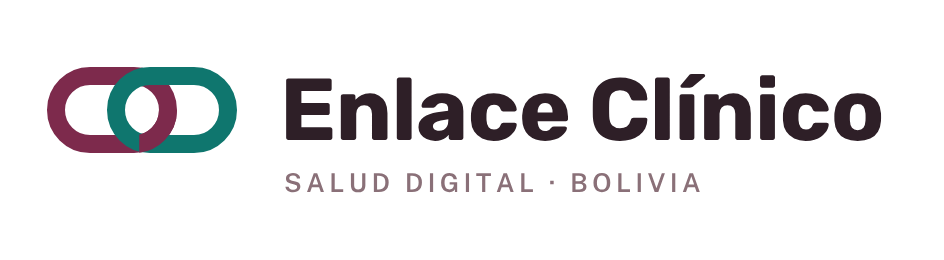 Enlace Clínico
SALUD DIGITAL · BOLIVIA